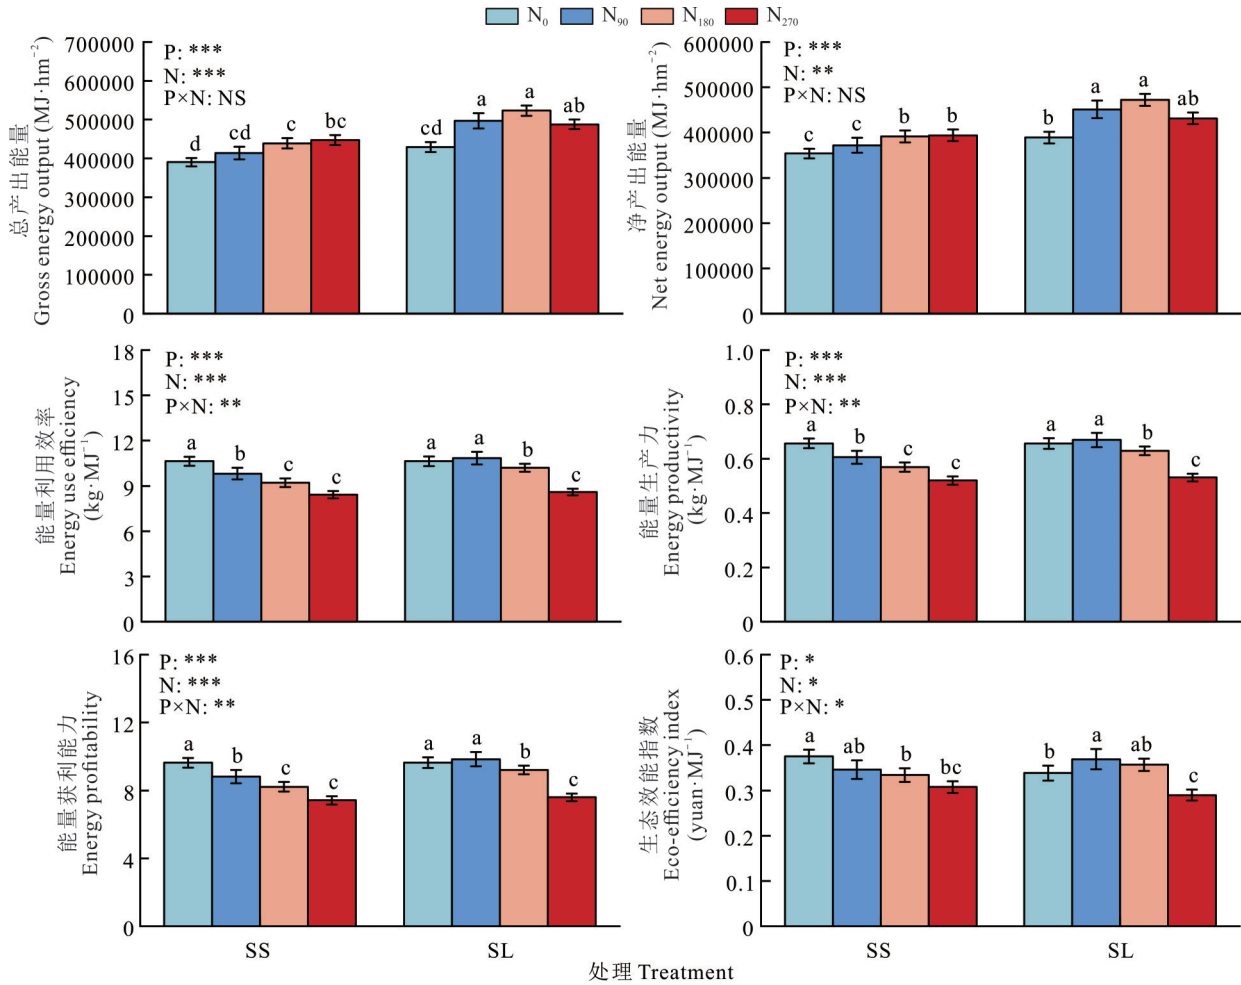 N₀ N₉₀ N₁₈₀ N₂₇₀
总产出能量
Gross energy output (MJ·hm⁻²)
700000
600000
500000
400000
300000
200000
100000
0
P: ***
N: ***
P×N: NS
d cd c bc cd a a ab
净产出能量
Net energy output (MJ·hm⁻²)
600000
500000
400000
300000
200000
100000
0
P: ***
N: **
P×N: NS
c c b b b a a ab
能量利用效率
Energy use efficiency
(kg·MJ⁻¹)
18
15
12
9
6
3
0
P: ***
N: ***
P×N: **
a b c c a a b c
能量生产力
Energy productivity
(kg·MJ⁻¹)
1.0
0.8
0.6
0.4
0.2
0
P: ***
N: ***
P×N: **
a b c c a a b c
能量获利能力
Energy profitability
16
12
8
4
0
P: ***
N: ***
P×N: **
a b c c a a b c
SS SL
生态效能指数
Eco-efficiency index
(yuan·MJ⁻¹)
0.6
0.5
0.4
0.3
0.2
0.1
0
P: *
N: *
P×N: *
a ab b bc b a ab c
SS SL
处理 Treatment